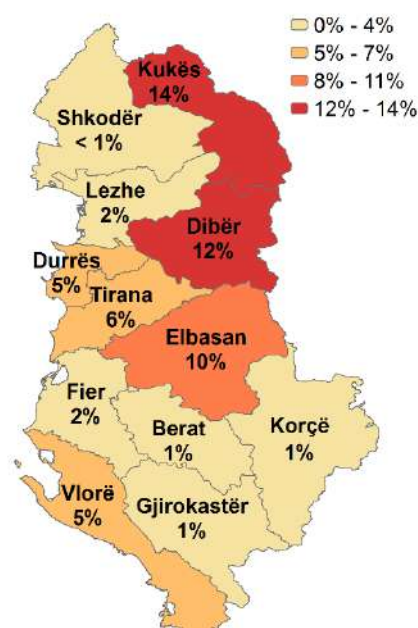 0% - 4%
5% - 7%
8% - 11%
12% - 14%
Kukës
14%
Shkodër
< 1%
Lezhe
2%
Dibër
12%
Durrës
5%
Tirana
6%
Elbasan
10%
Fier
2%
Berat
1%
Korçë
1%
Vlorë
5%
Gjirokastër
1%